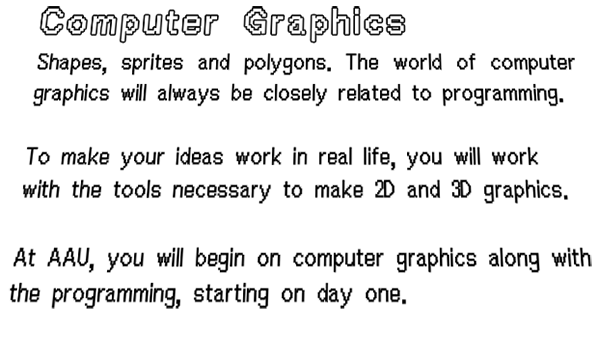 Computer Graphics
Shapes, sprites and polygons. The world of computer
graphics will always be closely related to programming.
To make your ideas work in real life, you will work
with the tools necessary to make 2D and 3D graphics.
At AAU, you will begin on computer graphics along with
the programming, starting on day one.